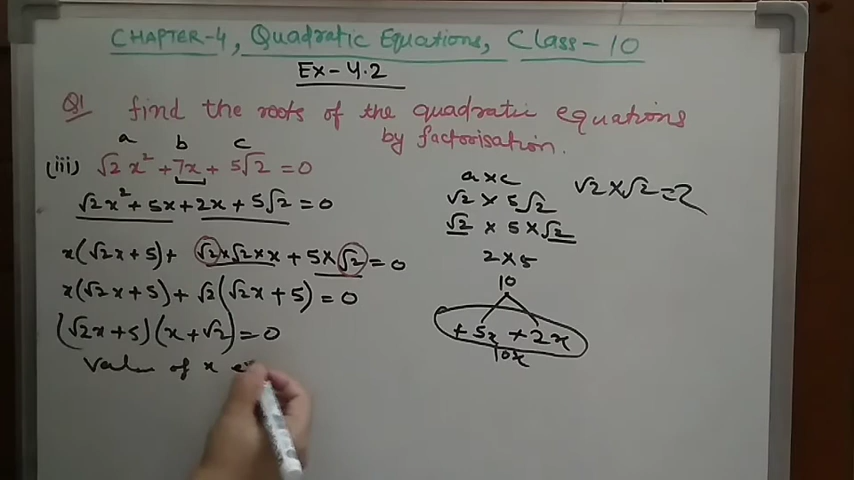 CHAPTER-4, Quadratic Equations, Class-10
Ex-4.2
Q1 find the roots of the quadratic equations
by factorisation.
a b c
(iii) √2 x² + 7x + 5√2 = 0
√2x² + 5x + 2x + 5√2 = 0
x(√2x + 5) + √2×√2×x + 5×√2 = 0
x(√2x + 5) + √2(√2x + 5) = 0
(√2x + 5)(x + √2) = 0
Value of x
a×c
√2 × 5√2
√2 × 5 × √2
2×5
10
+5x +2x
10x
√2×√2=2